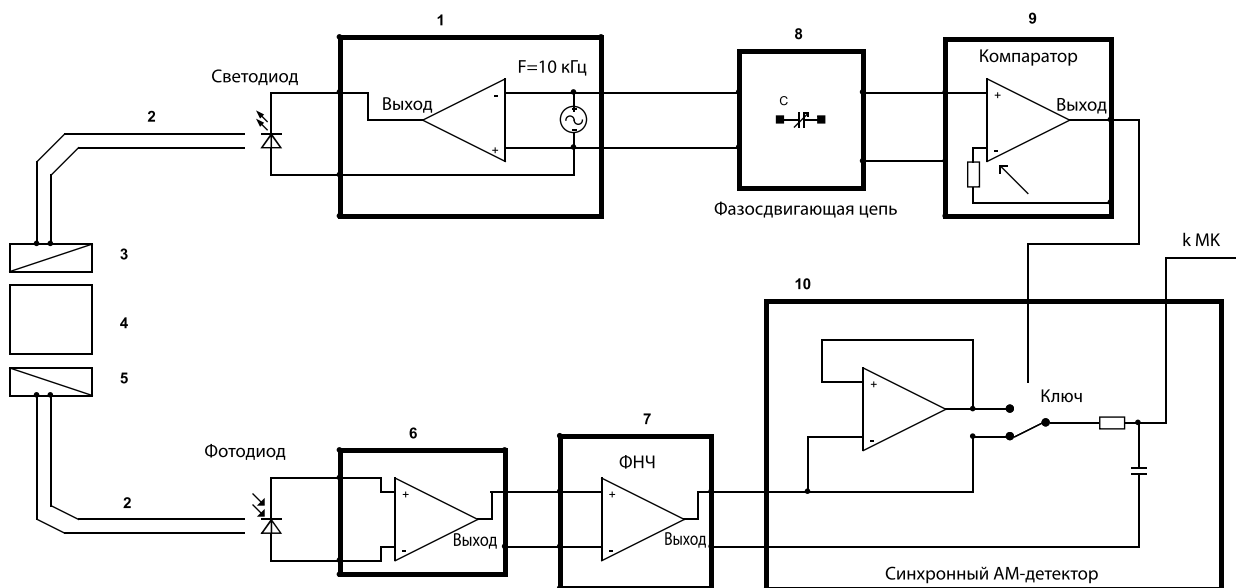 1
8
9
F=10 кГц
Компаратор
Светодиод
Выход
C
Выход
2
-
+
+
-
Фазосдвигающая цепь
3
k МК
4
10
5
+
-
Ключ
Фотодиод
6
7
ФНЧ
2
+
-
Выход
+
-
Выход
Синхронный АМ-детектор